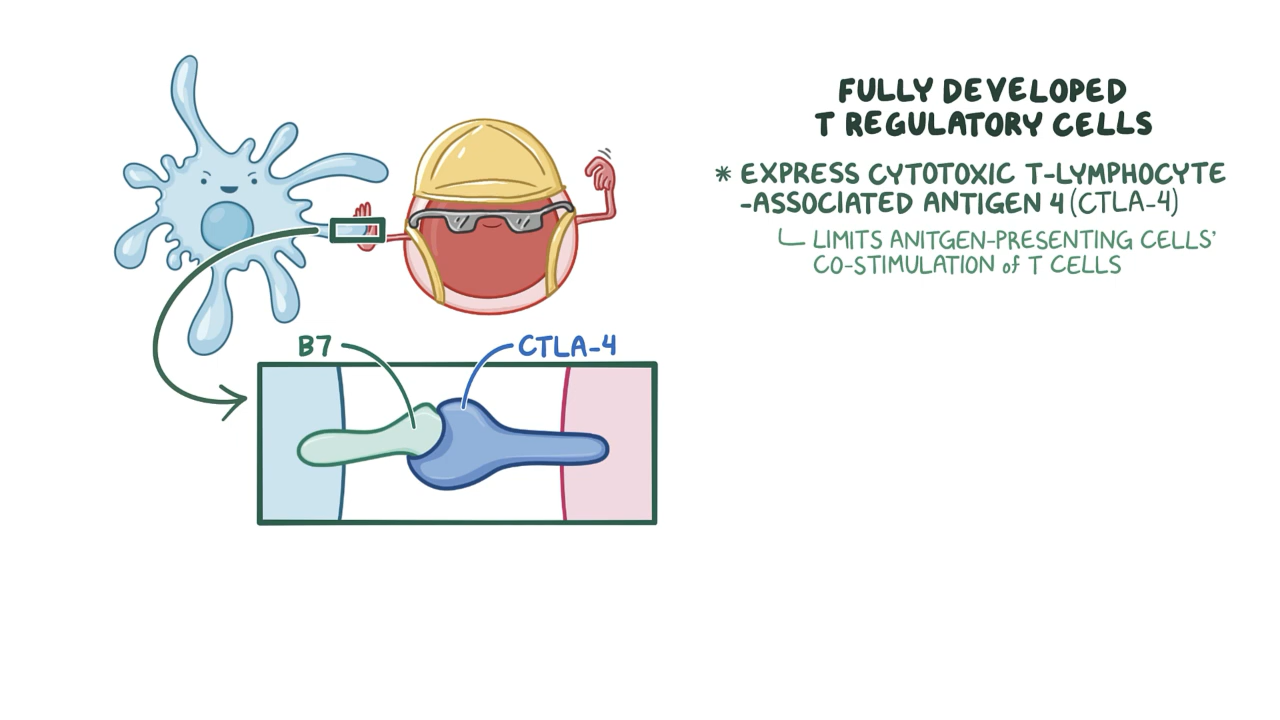 FULLY DEVELOPED
T REGULATORY CELLS
* EXPRESS CYTOTOXIC T-LYMPHOCYTE
-ASSOCIATED ANTIGEN 4 (CTLA-4)
LIMITS ANITGEN-PRESENTING CELLS'
CO-STIMULATION of T CELLS
B7
CTLA-4